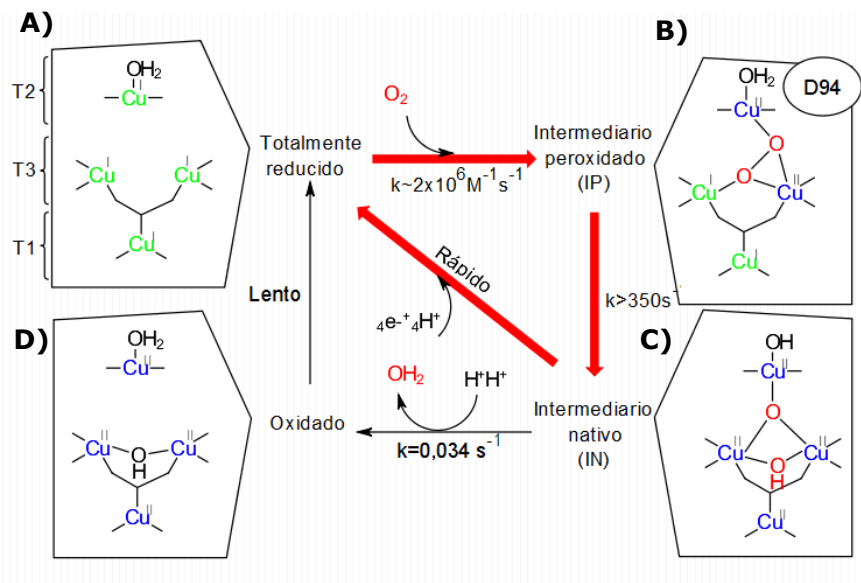 A)
T2
T3
T1
OH₂
Cu I
Cu I
Cu I
Cu I
Totalmente
reducido
O₂
k~2x10⁶M⁻¹s⁻¹
Intermediario
peroxidado
(IP)
B)
D94
OH₂
Cu II
O
O
Cu I
Cu II
Cu I
Rápido
Lento
k>350s⁻
₄e-⁺₄H⁺
OH₂
H⁺H⁺
Oxidado
k=0,034 s⁻¹
Intermediario
nativo
(IN)
D)
OH₂
Cu II
Cu II
Cu II
O
H
Cu II
C)
OH
Cu II
O
Cu II
O
H
Cu II
Cu II